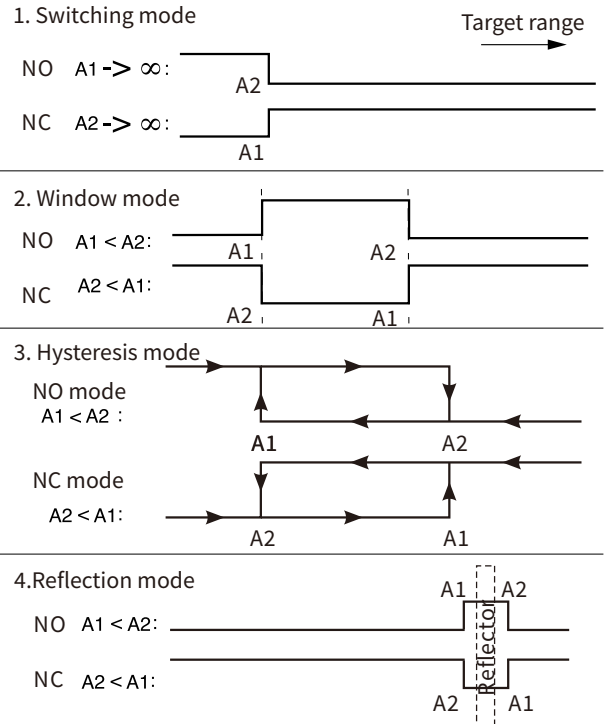 1. Switching mode
Target range
NO A1 -> ∞:
A2
NC A2 -> ∞:
A1
2. Window mode
NO A1 < A2:
A1 A2
NC A2 < A1:
A2 A1
3. Hysteresis mode
NO mode
A1 < A2 :
A1 A2
NC mode
A2 < A1:
A2 A1
4.Reflection mode
A1 A2
NO A1 < A2:
Reflector
NC A2 < A1:
A2 A1